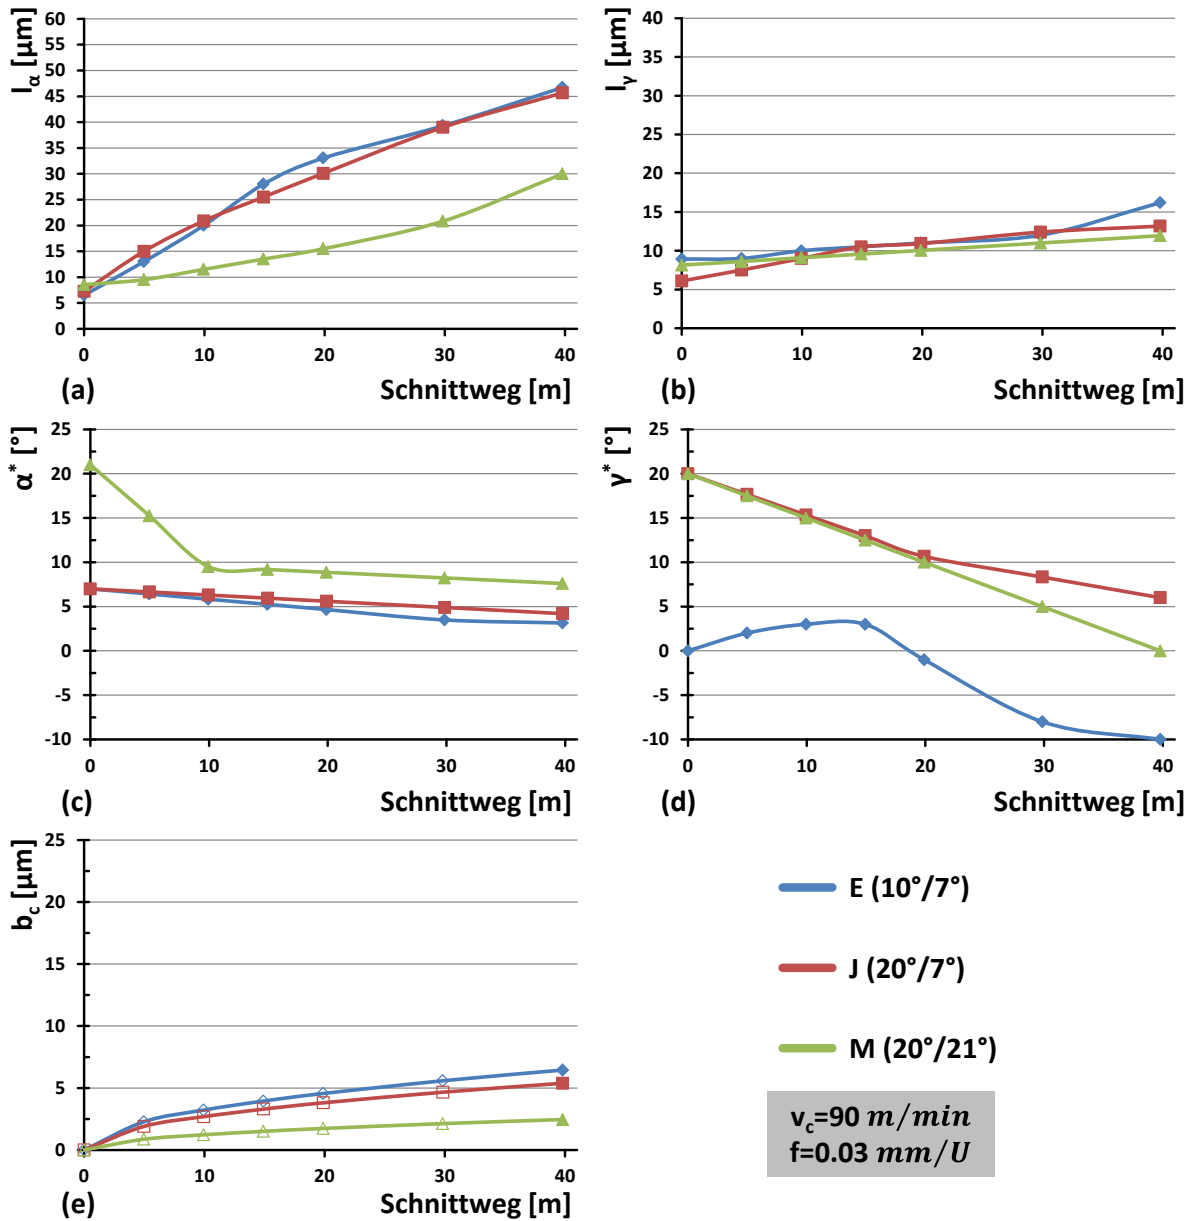 lα [µm]
60
55
50
45
40
35
30
25
20
15
10
5
0
0 10 20 30 40
(a) Schnittweg [m]
lγ [µm]
40
35
30
25
20
15
10
5
0
0 10 20 30 40
(b) Schnittweg [m]
α* [°]
25
20
15
10
5
0
-5
-10
0 10 20 30 40
(c) Schnittweg [m]
γ* [°]
25
20
15
10
5
0
-5
-10
0 10 20 30 40
(d) Schnittweg [m]
bc [µm]
25
20
15
10
5
0
0 10 20 30 40
(e) Schnittweg [m]
E (10°/7°)
J (20°/7°)
M (20°/21°)
vc=90 m/min
f=0.03 mm/U